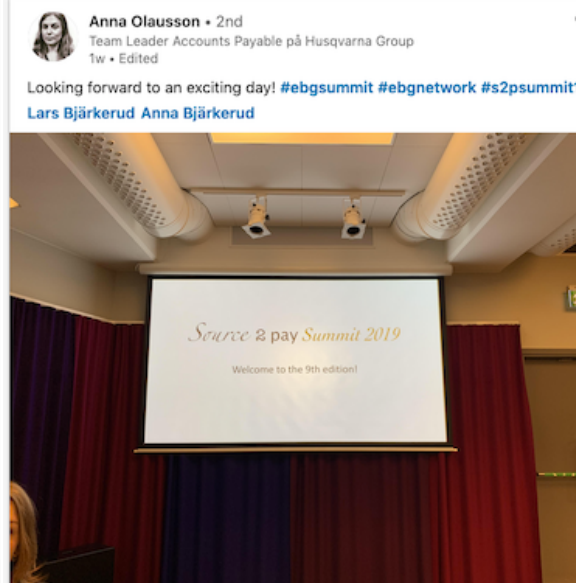 Anna Olausson • 2nd
Team Leader Accounts Payable på Husqvarna Group
1w • Edited
Looking forward to an exciting day! #ebgsummit #ebgnetwork #s2psummit
Lars Bjärkerud Anna Bjärkerud
Source 2 pay Summit 2019
Welcome to the 9th edition!